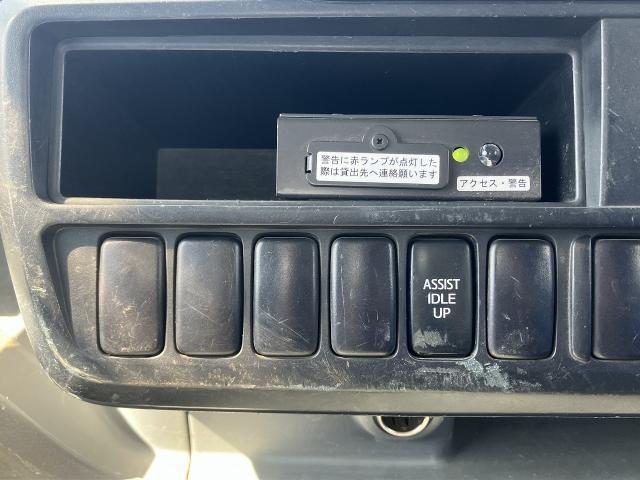 警告に赤ランプが点灯した
際は貸出先へ連絡願います
アクセス・警告
ASSIST
IDLE
UP